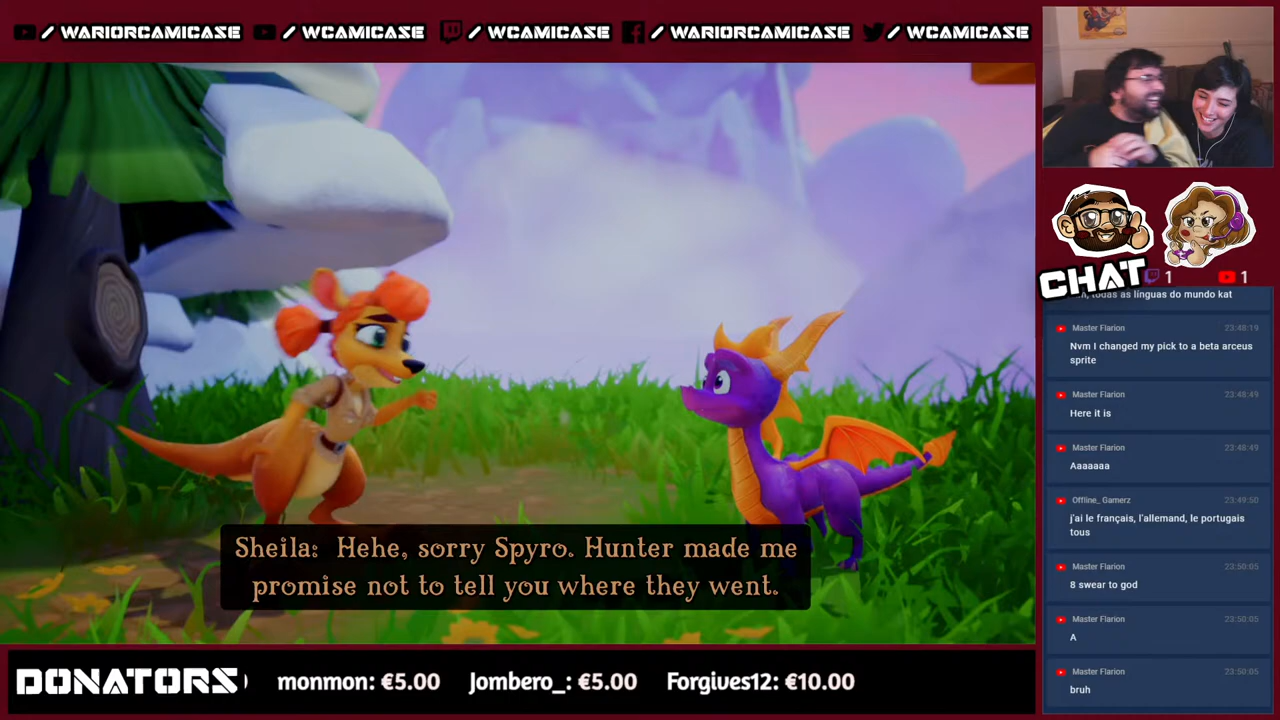 / WARIORCAMICASE / WCAMICASE / WCAMICASE / WARIORCAMICASE / WCAMICASE
CHAT 1 1
todas as línguas do mundo kat
Master Flarion 23:48:19
Nvm I changed my pick to a beta arceus
sprite
Master Flarion 23:48:49
Here it is
Master Flarion 23:48:49
Aaaaaaa
Offline_ Gamerz 23:49:50
j'ai le français, l'allemand, le portugais
tous
Master Flarion 23:50:05
8 swear to god
Master Flarion 23:50:05
A
Master Flarion 23:50:05
bruh
Sheila: Hehe, sorry Spyro. Hunter made me
promise not to tell you where they went.
DONATORS monmon: €5.00 Jombero_: €5.00 Forgives12: €10.00